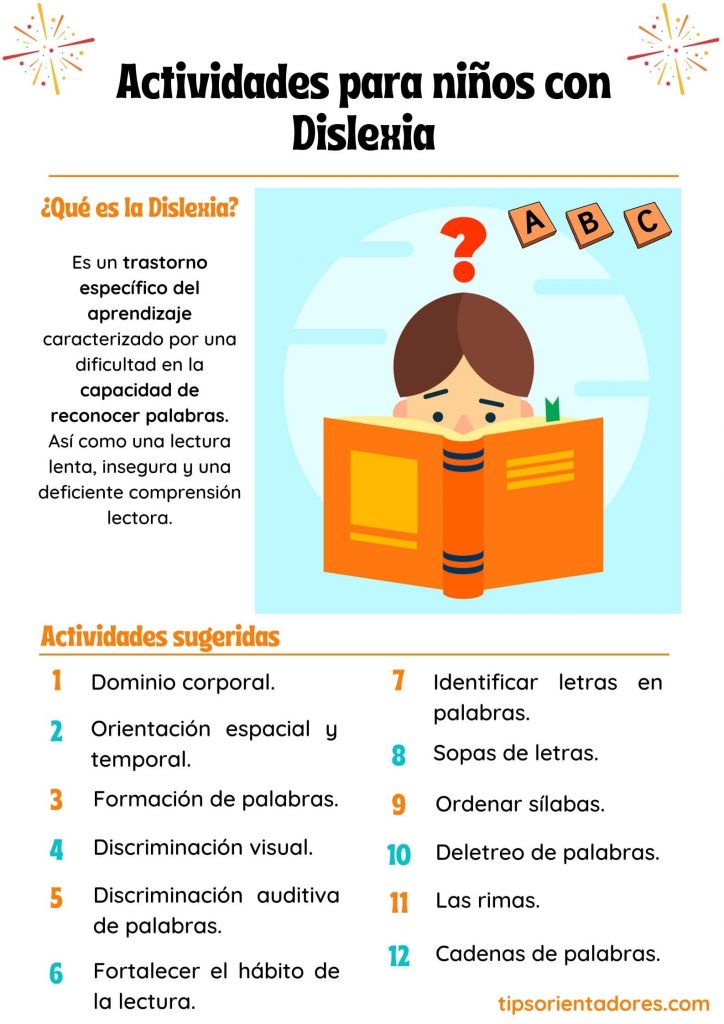 Actividades para niños con
Dislexia
¿Qué es la Dislexia?
Es un trastorno
específico del
aprendizaje
caracterizado por una
dificultad en la
capacidad de
reconocer palabras.
Así como una lectura
lenta, insegura y una
deficiente comprensión
lectora.
?
A B C
Actividades sugeridas
1 Dominio corporal.
2 Orientación espacial y
temporal.
3 Formación de palabras.
4 Discriminación visual.
5 Discriminación auditiva
de palabras.
6 Fortalecer el hábito de
la lectura.
7 Identificar letras en
palabras.
8 Sopas de letras.
9 Ordenar sílabas.
10 Deletreo de palabras.
11 Las rimas.
12 Cadenas de palabras.
tipsorientadores.com